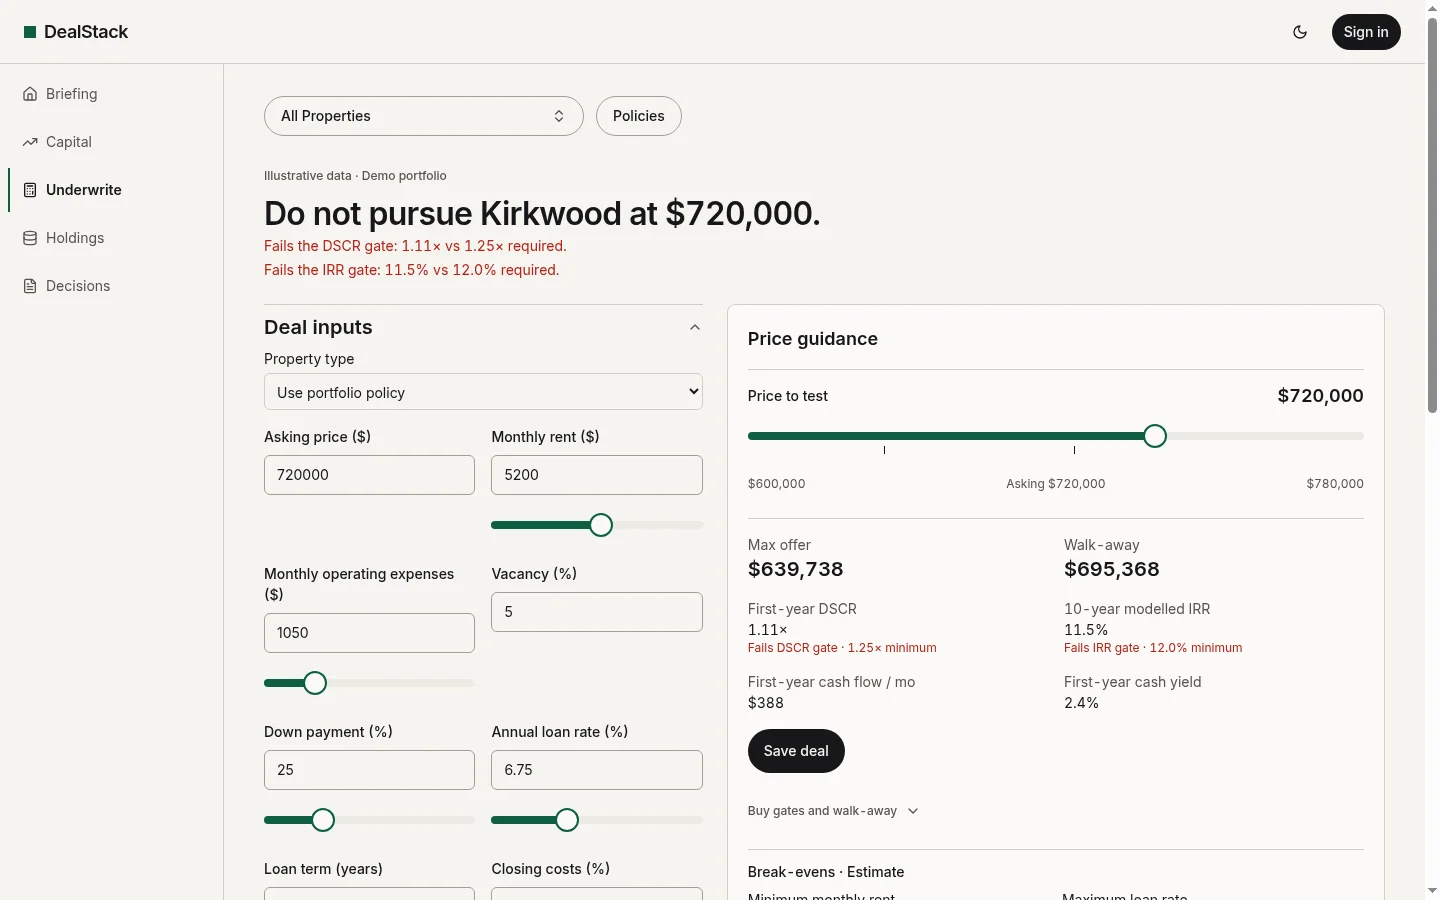 DealStack
Sign in
Briefing
Capital
Underwrite
Holdings
Decisions
All Properties
Policies
Illustrative data · Demo portfolio
Do not pursue Kirkwood at $720,000.
Fails the DSCR gate: 1.11× vs 1.25× required.
Fails the IRR gate: 11.5% vs 12.0% required.
Deal inputs
Property type
Use portfolio policy
Asking price ($)
Monthly rent ($)
720000
5200
Monthly operating expenses
($)
Vacancy (%)
1050
5
Down payment (%)
Annual loan rate (%)
25
6.75
Loan term (years)
Closing costs (%)
Price guidance
Price to test
$720,000
$600,000
Asking $720,000
$780,000
Max offer
Walk-away
$639,738
$695,368
First-year DSCR
10-year modelled IRR
1.11×
11.5%
Fails DSCR gate · 1.25× minimum
Fails IRR gate · 12.0% minimum
First-year cash flow / mo
First-year cash yield
$388
2.4%
Save deal
Buy gates and walk-away
Break-evens · Estimate
Minimum monthly rent
Maximum loan rate